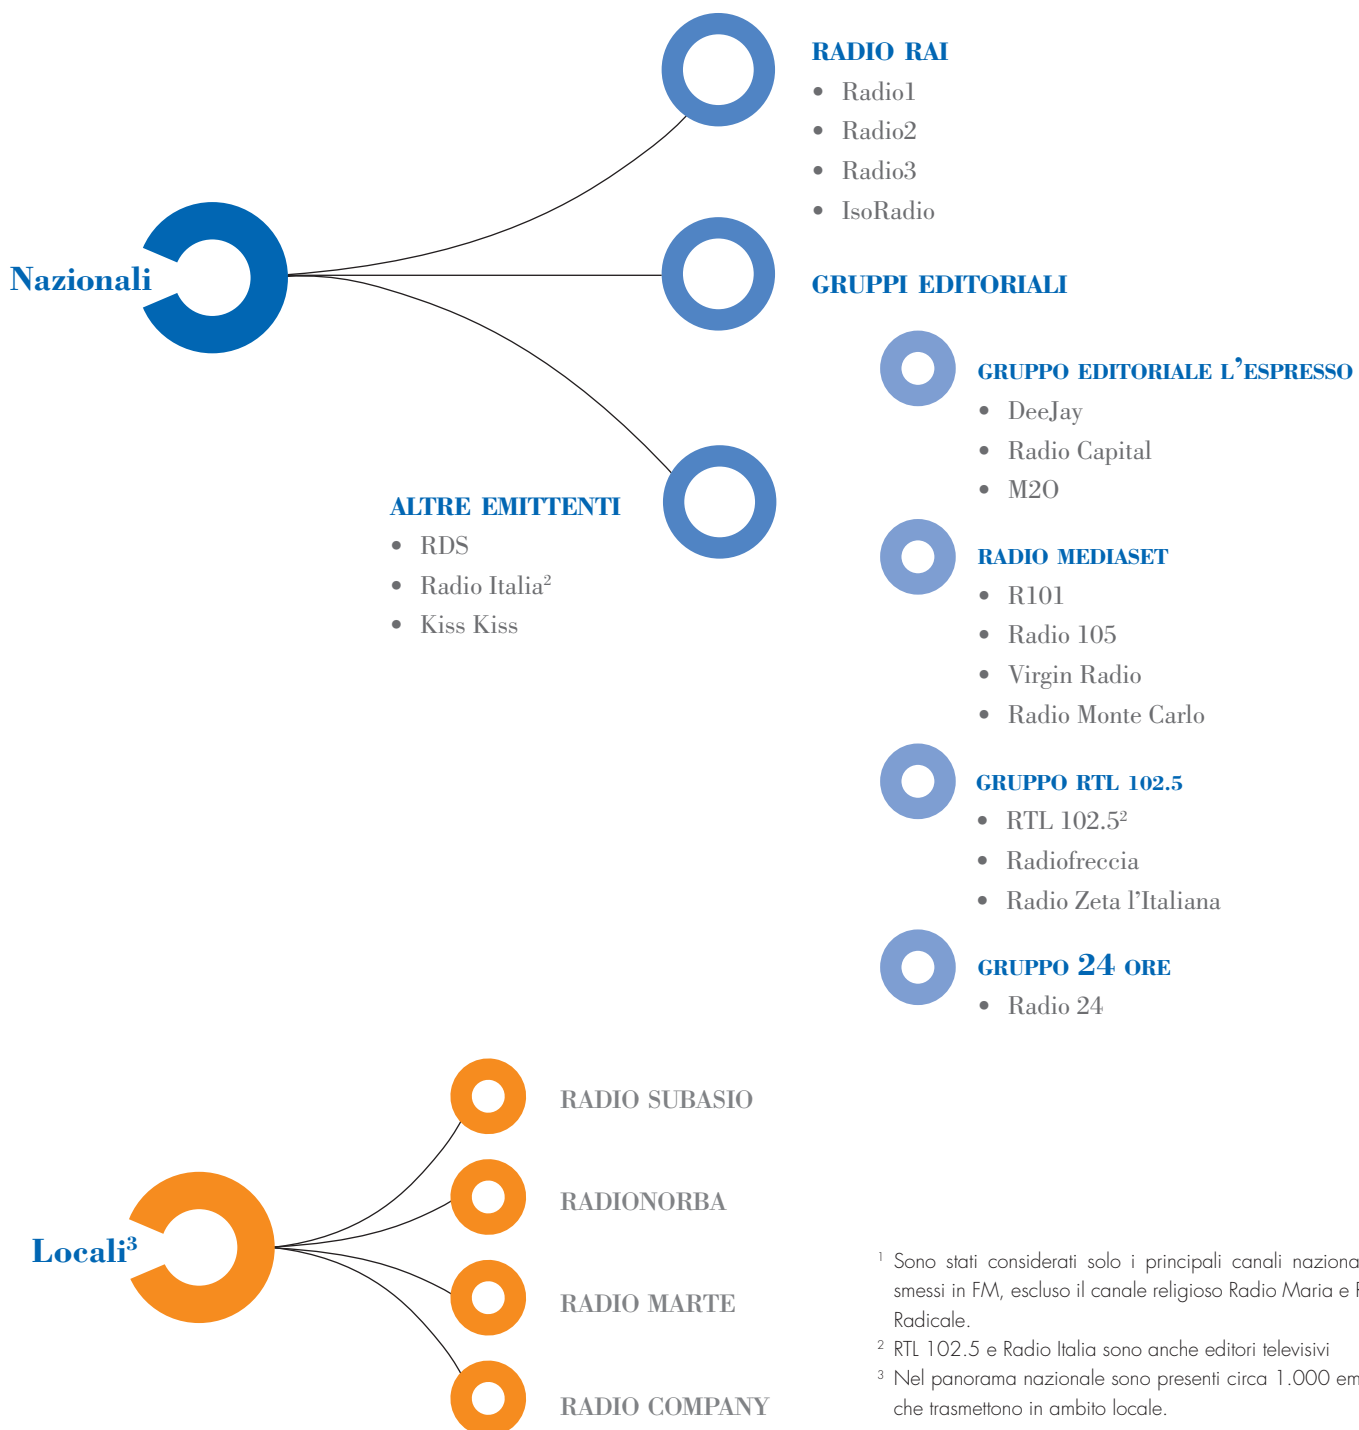 Nazionali
RADIO RAI
• Radio1
• Radio2
• Radio3
• IsoRadio
GRUPPI EDITORIALI
GRUPPO EDITORIALE L'ESPRESSO
• DeeJay
• Radio Capital
• M2O
RADIO MEDIASET
• R101
• Radio 105
• Virgin Radio
• Radio Monte Carlo
GRUPPO RTL 102.5
• RTL 102.5²
• Radiofreccia
• Radio Zeta l'Italiana
GRUPPO 24 ORE
• Radio 24
ALTRE EMITTENTI
• RDS
• Radio Italia²
• Kiss Kiss
Locali³
RADIO SUBASIO
RADIONORBA
RADIO MARTE
RADIO COMPANY
¹ Sono stati considerati solo i principali canali naziona
smessi in FM, escluso il canale religioso Radio Maria e
Radicale.
² RTL 102.5 e Radio Italia sono anche editori televisivi
³ Nel panorama nazionale sono presenti circa 1.000 em
che trasmettono in ambito locale.